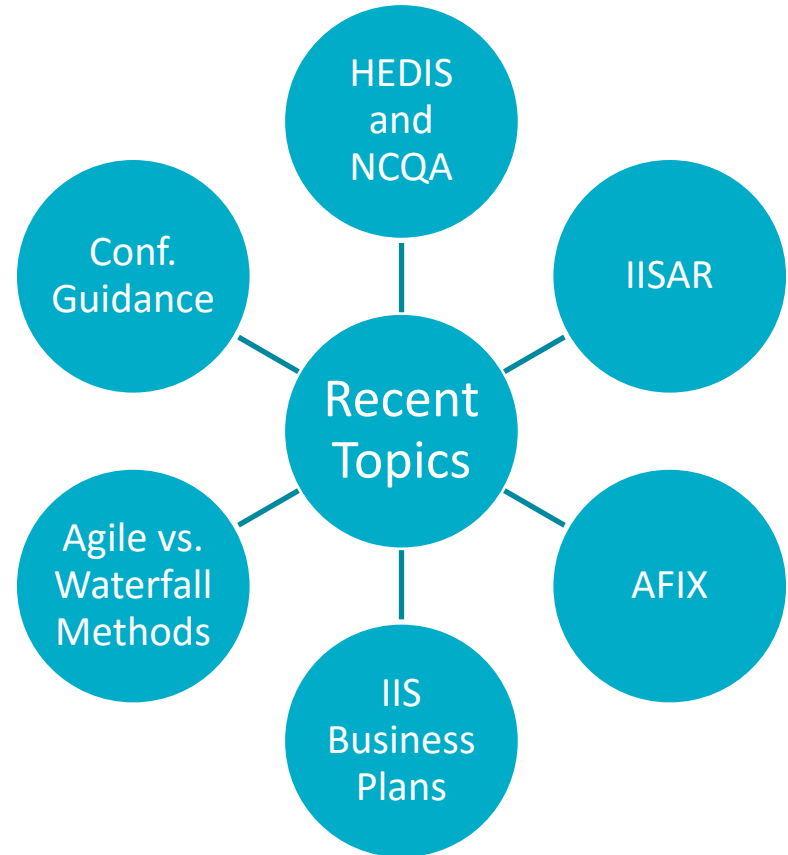 HEDIS
and
NCQA
IISAR
AFIX
IIS
Business
Plans
Agile vs.
Waterfall
Methods
Conf.
Guidance
Recent
Topics